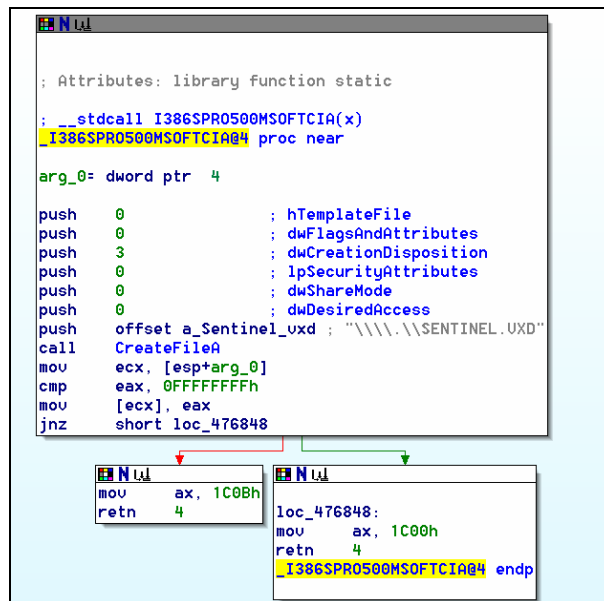 ; Attributes: library function static
; __stdcall I386SPRO500MSOFTCIA(x)
_I386SPRO500MSOFTCIA@4 proc near
arg_0= dword ptr  4
push    0               ; hTemplateFile
push    0               ; dwFlagsAndAttributes
push    3               ; dwCreationDisposition
push    0               ; lpSecurityAttributes
push    0               ; dwShareMode
push    0               ; dwDesiredAccess
push    offset a_Sentinel_vxd ; "\\\\.\\SENTINEL.VXD"
call    CreateFileA
mov     ecx, [esp+arg_0]
cmp     eax, 0FFFFFFFFh
mov     [ecx], eax
jnz     short loc_476848
mov     ax, 1C0Bh
retn    4
loc_476848:
mov     ax, 1C00h
retn    4
_I386SPRO500MSOFTCIA@4 endp